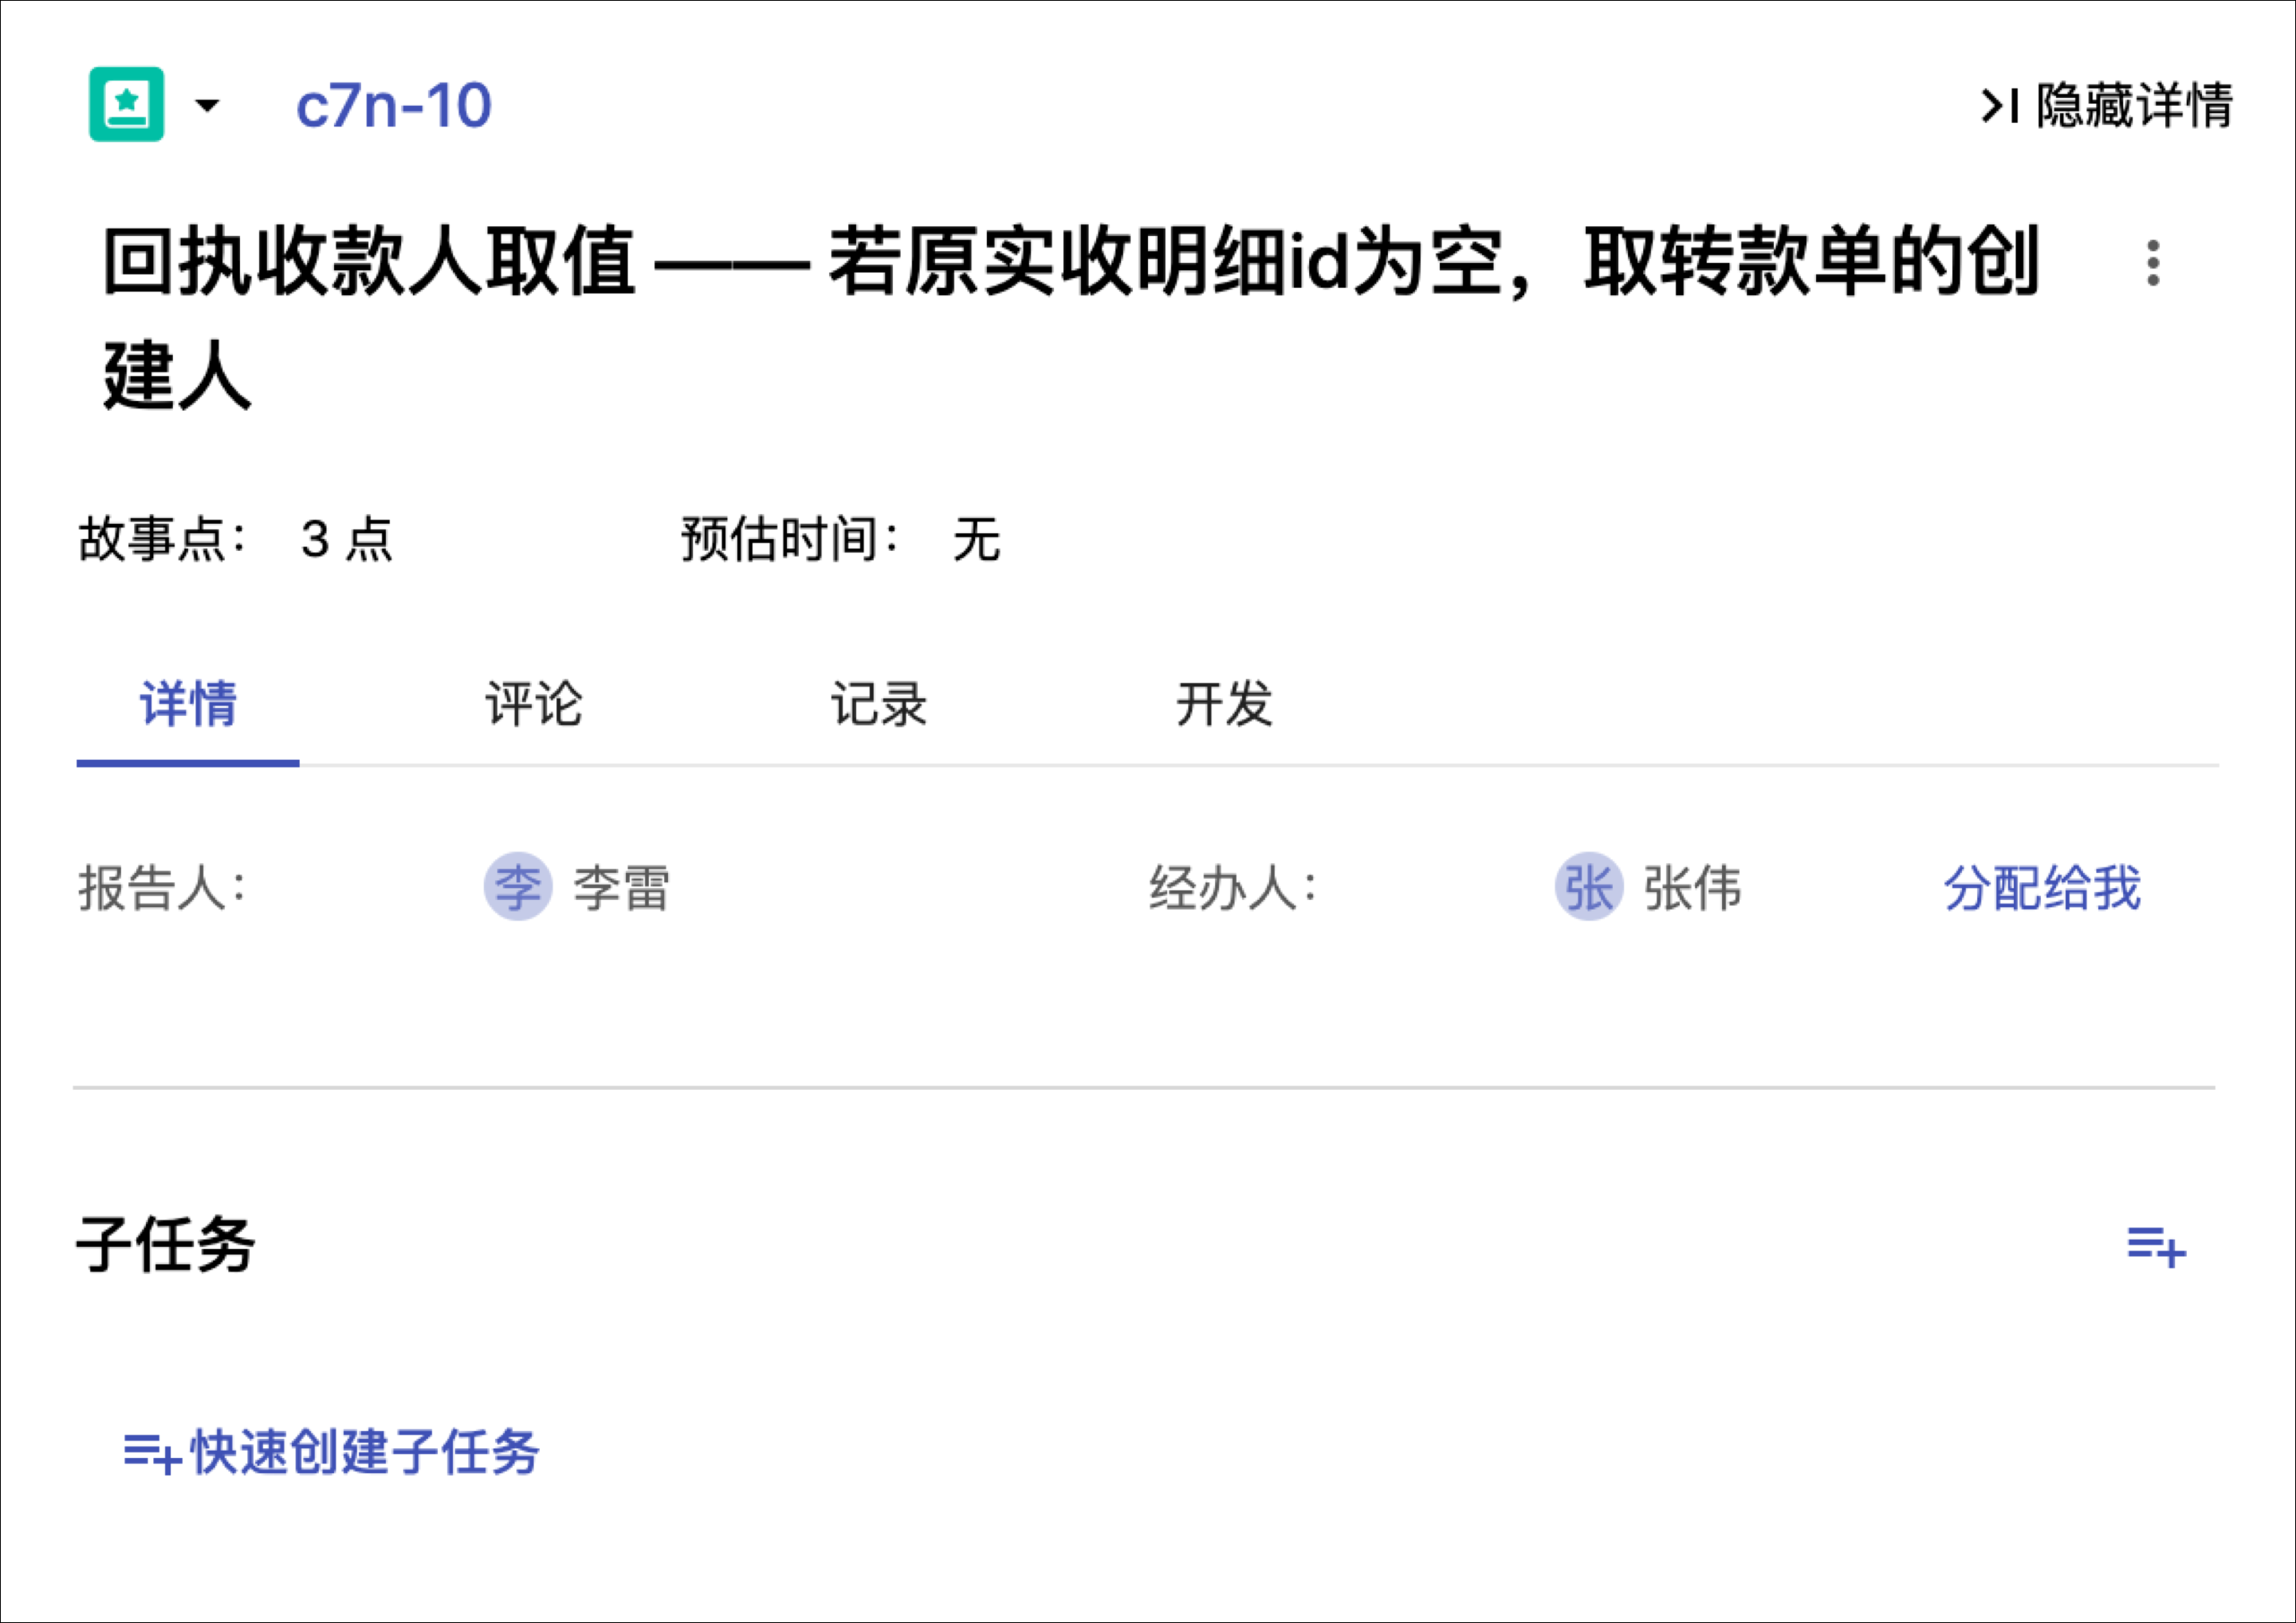 c7n-10
隐藏详情
回执收款人取值 —— 若原实收明细id为空，取转款单的创
建人
故事点： 3 点 预估时间： 无
详情 评论 记录 开发
报告人： 李 李雷 经办人： 张 张伟 分配给我
子任务
快速创建子任务